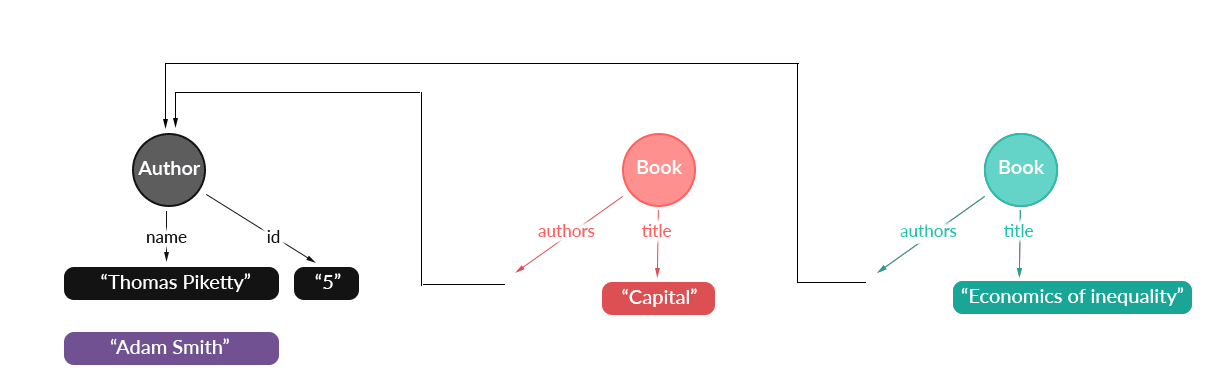 Author
Book
Book
name
id
authors
title
authors
title
“Thomas Piketty”
“5”
“Capital”
“Economics of inequality”
“Adam Smith”